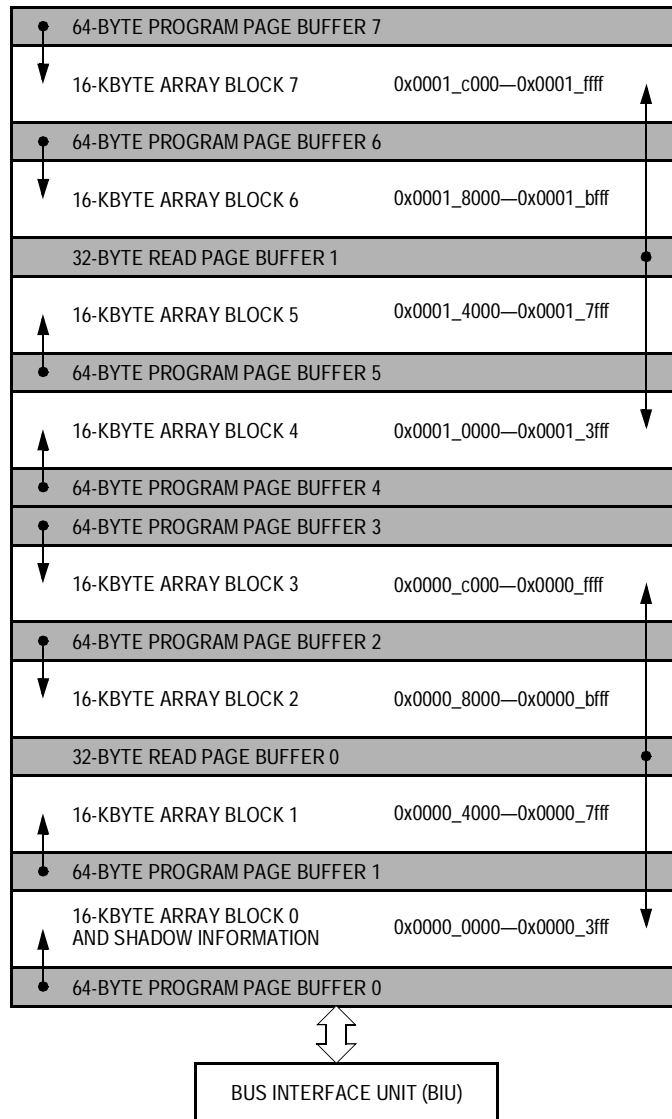 64-BYTE PROGRAM PAGE BUFFER 7
16-KBYTE ARRAY BLOCK 7 0x0001_c000—0x0001_ffff
64-BYTE PROGRAM PAGE BUFFER 6
16-KBYTE ARRAY BLOCK 6 0x0001_8000—0x0001_bfff
32-BYTE READ PAGE BUFFER 1
16-KBYTE ARRAY BLOCK 5 0x0001_4000—0x0001_7fff
64-BYTE PROGRAM PAGE BUFFER 5
16-KBYTE ARRAY BLOCK 4 0x0001_0000—0x0001_3fff
64-BYTE PROGRAM PAGE BUFFER 4
64-BYTE PROGRAM PAGE BUFFER 3
16-KBYTE ARRAY BLOCK 3 0x0000_c000—0x0000_ffff
64-BYTE PROGRAM PAGE BUFFER 2
16-KBYTE ARRAY BLOCK 2 0x0000_8000—0x0000_bfff
32-BYTE READ PAGE BUFFER 0
16-KBYTE ARRAY BLOCK 1 0x0000_4000—0x0000_7fff
64-BYTE PROGRAM PAGE BUFFER 1
16-KBYTE ARRAY BLOCK 0
AND SHADOW INFORMATION 0x0000_0000—0x0000_3fff
64-BYTE PROGRAM PAGE BUFFER 0
BUS INTERFACE UNIT (BIU)